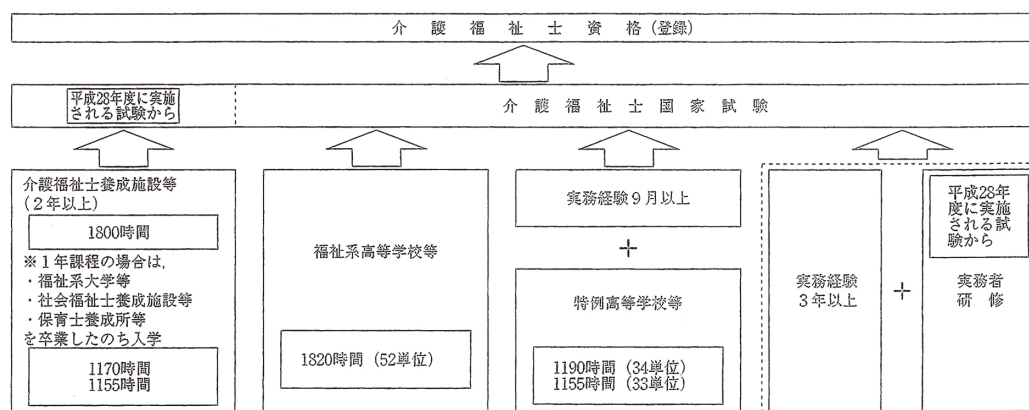 介護福祉士資格(登録)
平成28年度に実施
される試験から
介護福祉士国家試験
介護福祉士養成施設等
(2年以上)
1800時間
※1年課程の場合は,
・福祉系大学等
・社会福祉士養成施設等
・保育士養成所等
を卒業したのち入学
1170時間
1155時間
福祉系高等学校等
1820時間(52単位)
実務経験9月以上
+
特例高等学校等
1190時間(34単位)
1155時間(33単位)
実務経験
3年以上
+
平成28年
度に実施
される試
験から
実務者
研修